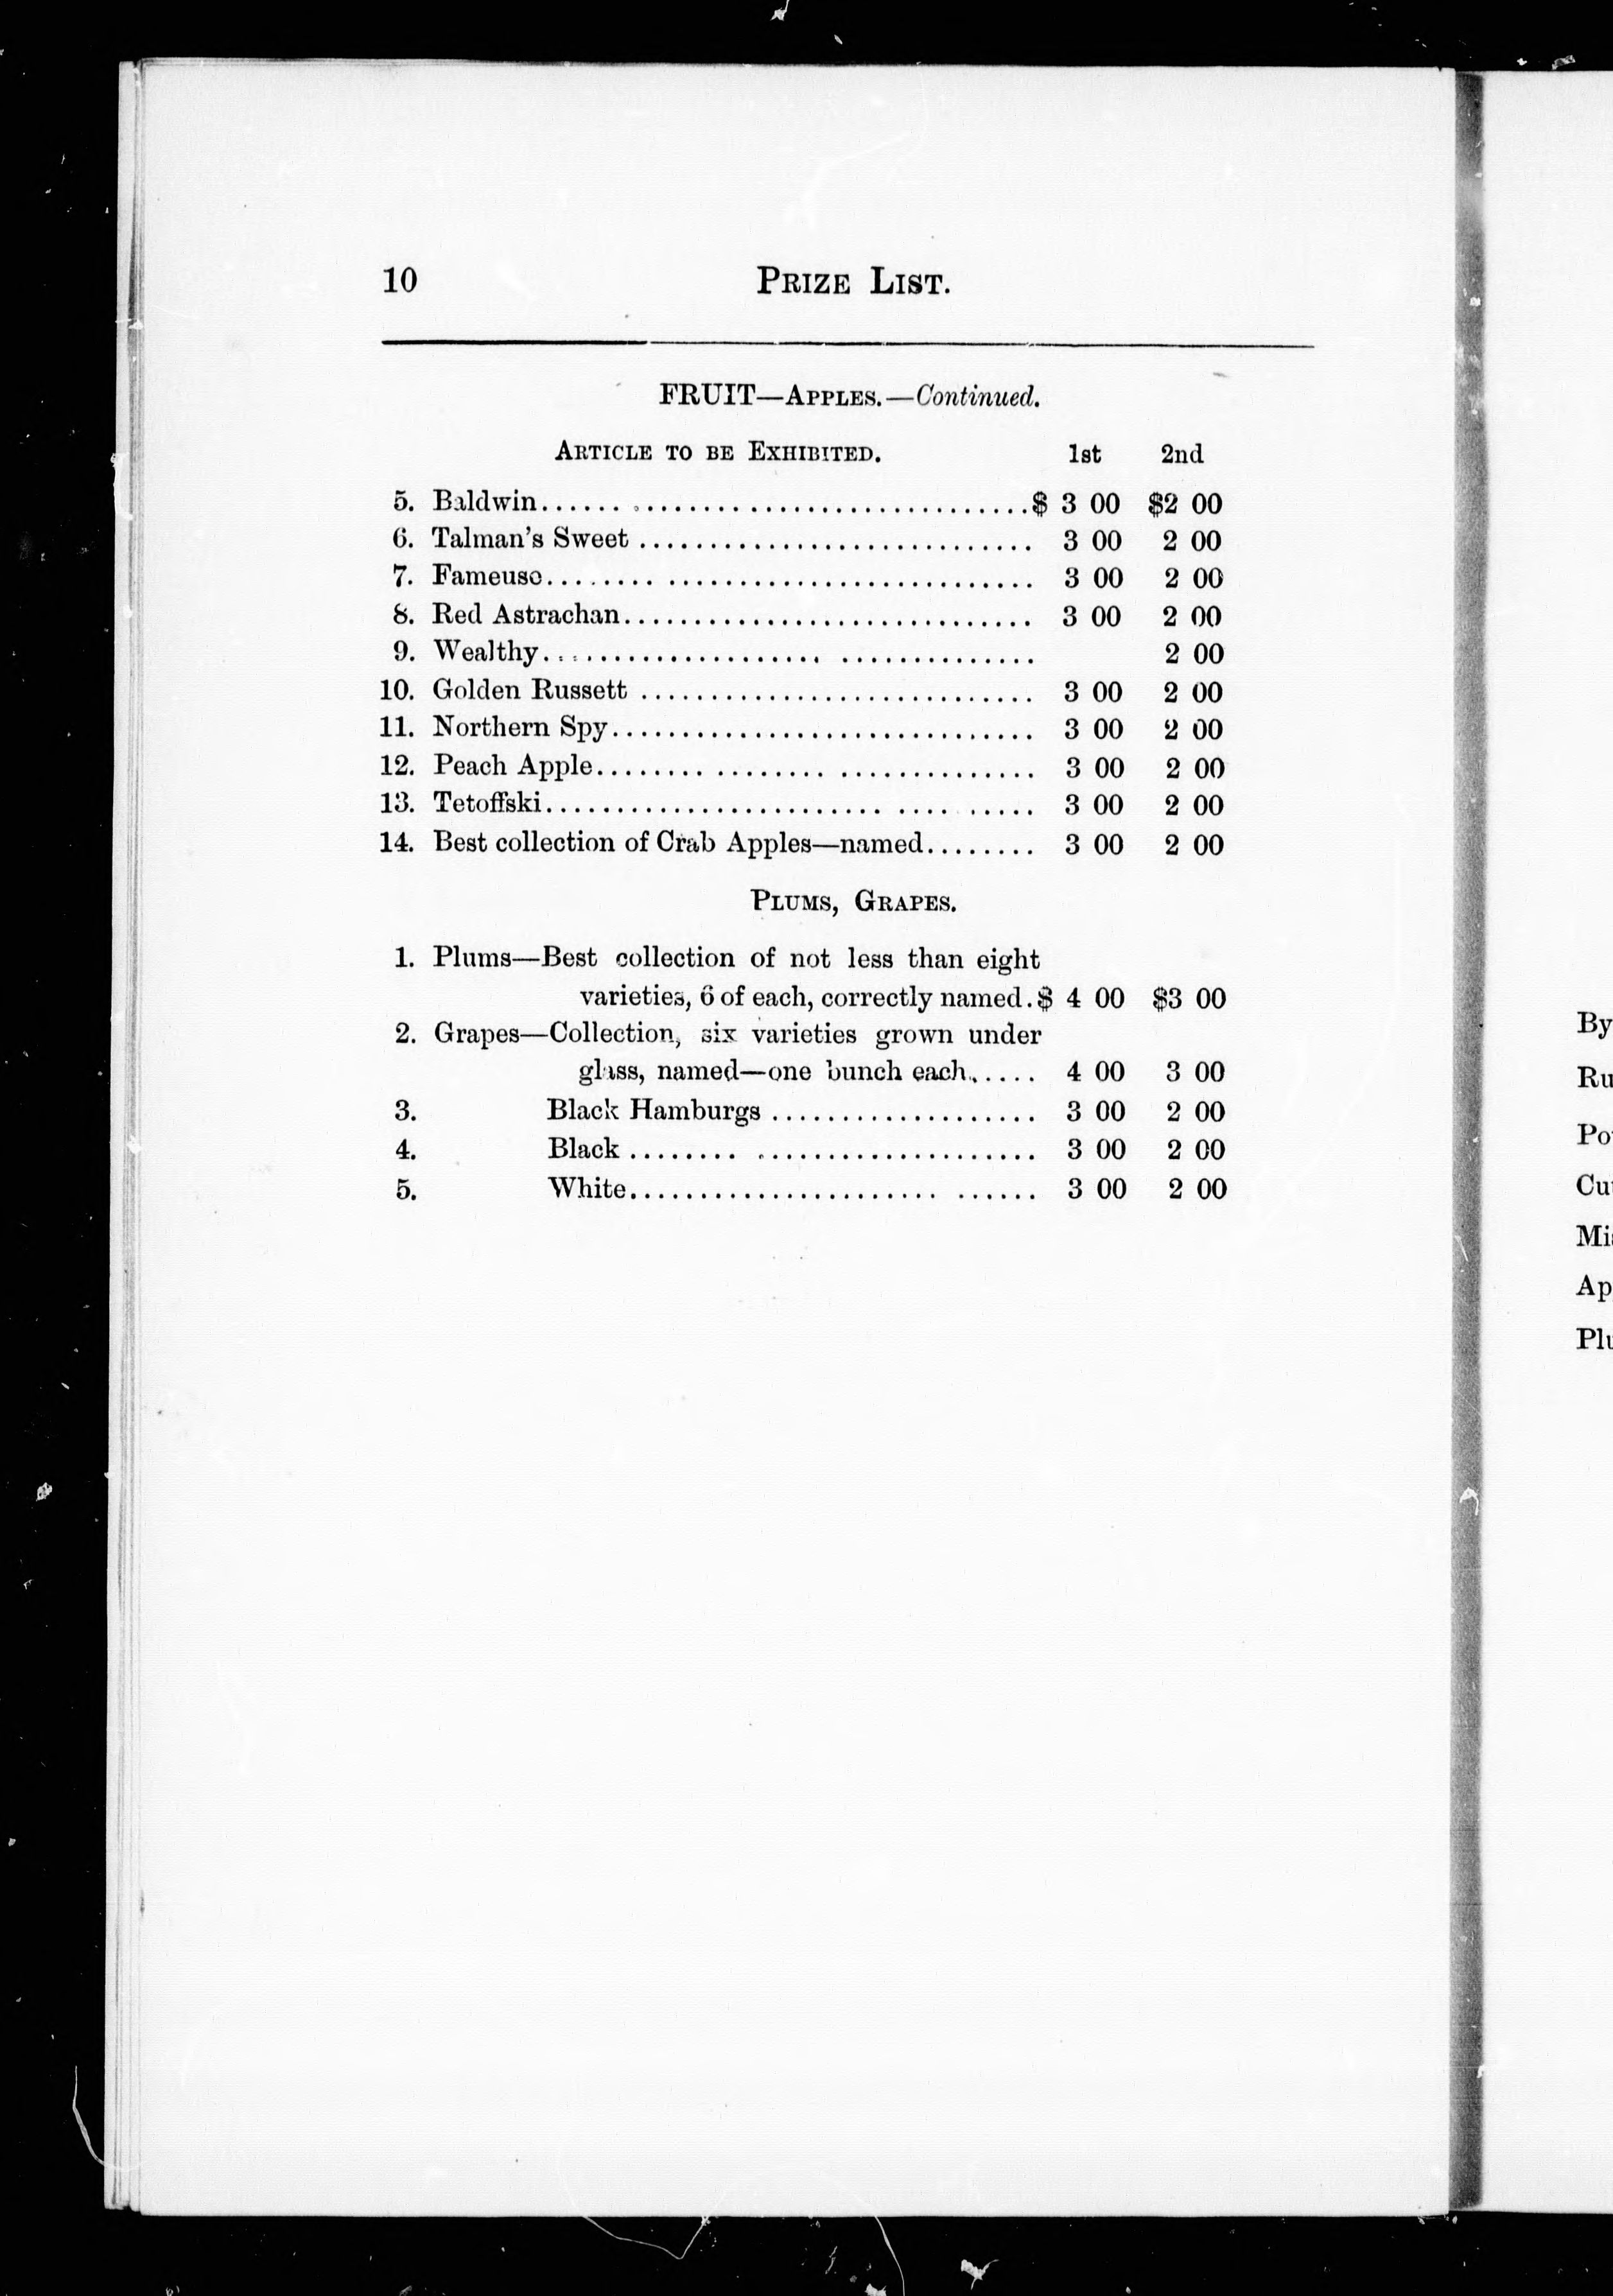 10 PRIZE LIST.
FRUIT—APPLES.—Continued.
ARTICLE TO BE EXHIBITED. 1st 2nd
5. Baldwin.................................$ 3 00 $2 00
6. Talman's Sweet ............................ 3 00 2 00
7. Fameuse.................................. 3 00 2 00
8. Red Astrachan............................. 3 00 2 00
9. Wealthy................................... 2 00
10. Golden Russett ............................ 3 00 2 00
11. Northern Spy.............................. 3 00 2 00
12. Peach Apple.............................. 3 00 2 00
13. Tetoffski................................. 3 00 2 00
14. Best collection of Crab Apples—named........ 3 00 2 00
PLUMS, GRAPES.
1. Plums—Best collection of not less than eight
varieties, 6 of each, correctly named.$ 4 00 $3 00
2. Grapes—Collection, six varieties grown under
glass, named—one bunch each...... 4 00 3 00
3. Black Hamburgs ................... 3 00 2 00
4. Black ............................ 3 00 2 00
5. White............................ 3 00 2 00
By
Ru
Po
Cu
Mi
Ap
Pl